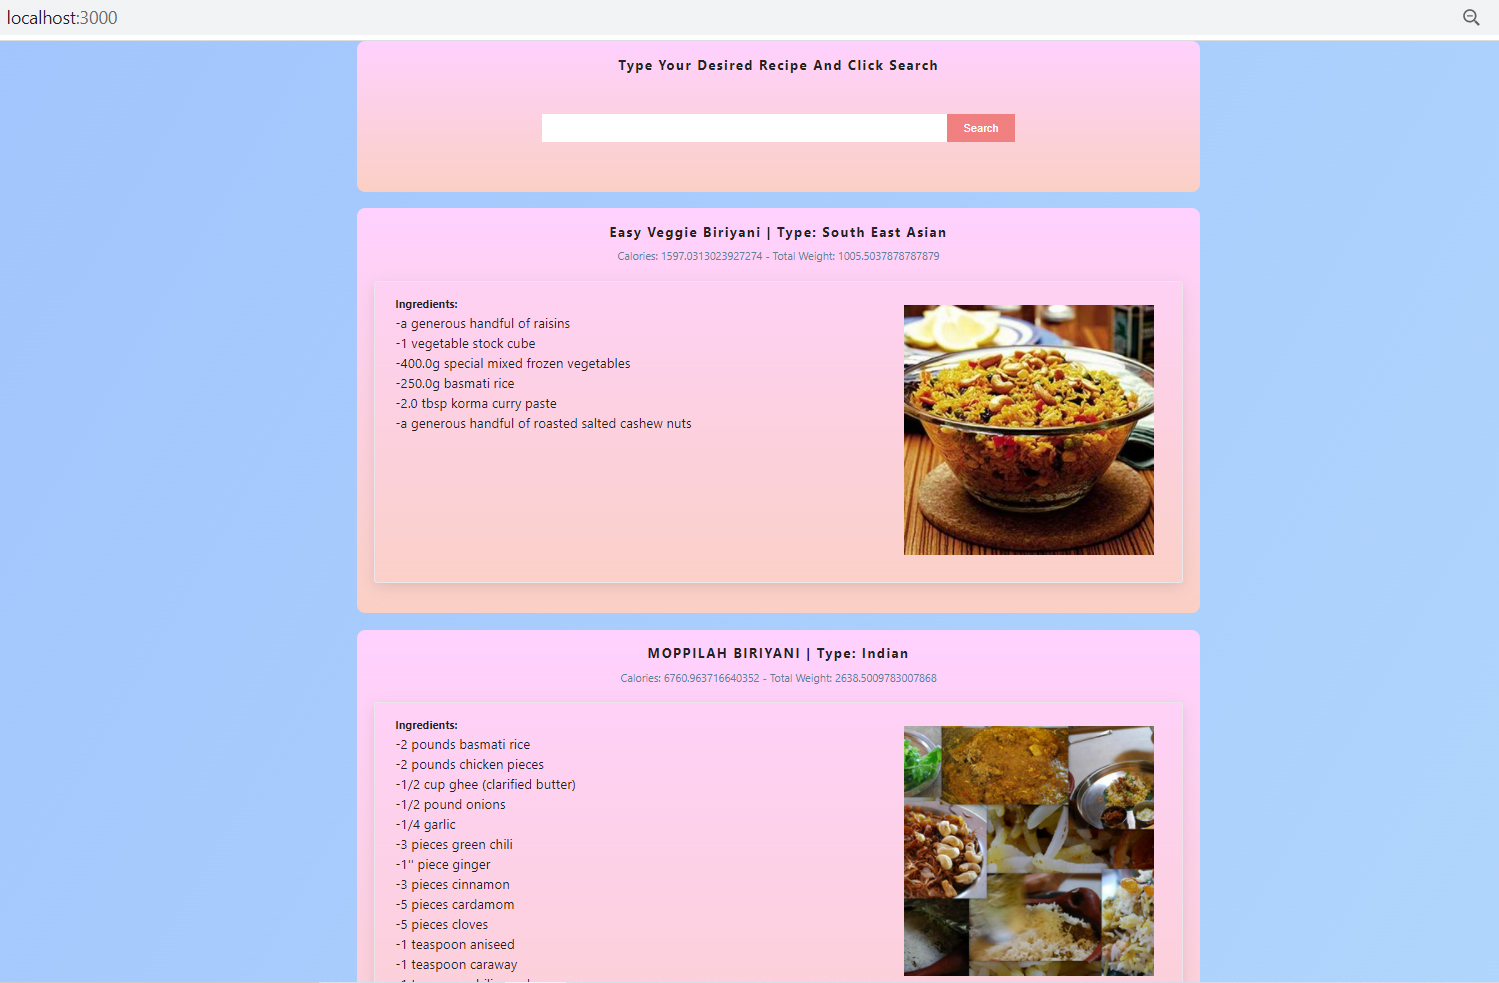 localhost:3000
Type Your Desired Recipe And Click Search
Search
Easy Veggie Biriyani | Type: South East Asian
Calories: 1597.0313023927274 - Total Weight: 1005.5037878787879
Ingredients:
-a generous handful of raisins
-1 vegetable stock cube
-400.0g special mixed frozen vegetables
-250.0g basmati rice
-2.0 tbsp korma curry paste
-a generous handful of roasted salted cashew nuts
MOPPILAH BIRIYANI | Type: Indian
Calories: 6760.963716640352 - Total Weight: 2638.5009783007868
Ingredients:
-2 pounds basmati rice
-2 pounds chicken pieces
-1/2 cup ghee (clarified butter)
-1/2 pound onions
-1/4 garlic
-3 pieces green chili
-1'' piece ginger
-3 pieces cinnamon
-5 pieces cardamom
-5 pieces cloves
-1 teaspoon aniseed
-1 teaspoon caraway